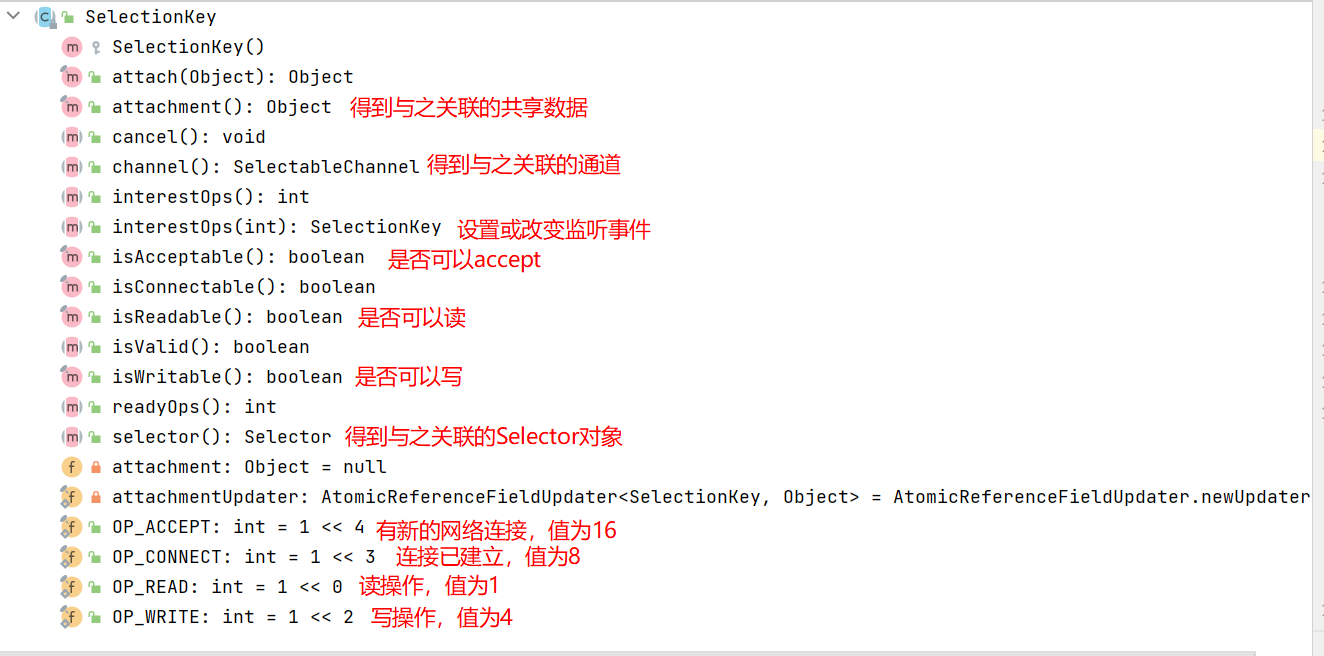 SelectionKey
SelectionKey()
attach(Object): Object
attachment(): Object 得到与之关联的共享数据
cancel(): void
channel(): SelectableChannel 得到与之关联的通道
interestOps(): int
interestOps(int): SelectionKey 设置或改变监听事件
isAcceptable(): boolean 是否可以accept
isConnectable(): boolean
isReadable(): boolean 是否可以读
isValid(): boolean
isWritable(): boolean 是否可以写
readyOps(): int
selector(): Selector 得到与之关联的Selector对象
attachment: Object = null
attachmentUpdater: AtomicReferenceFieldUpdater<SelectionKey, Object> = AtomicReferenceFieldUpdater.newUpdater
OP_ACCEPT: int = 1 << 4 有新的网络连接，值为16
OP_CONNECT: int = 1 << 3 连接已建立，值为8
OP_READ: int = 1 << 0 读操作，值为1
OP_WRITE: int = 1 << 2 写操作，值为4